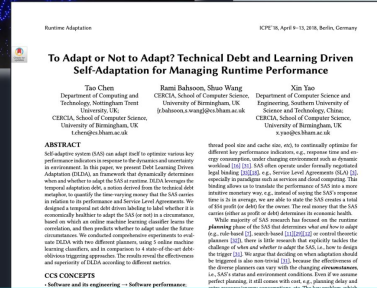 Runtime Adaptation
ICPE'18, April 9–13, 2018, Berlin, Germany
To Adapt or Not to Adapt? Technical Debt and Learning Driven
Self-Adaptation for Managing Runtime Performance
Tao Chen
Department of Computing and
Technology, Nottingham Trent
University, UK;
CERCIA, School of Computer Science,
University of Birmingham, UK
t.chen@cs.bham.ac.uk
Rami Bahsoon, Shuo Wang
CERCIA, School of Computer Science,
University of Birmingham, UK
{r.bahsoon,s.wang}@cs.bham.ac.uk
Xin Yao
Department of Computer Science and
Engineering, Southern University of
Science and Technology, China;
CERCIA, School of Computer Science,
University of Birmingham, UK
x.yao@cs.bham.ac.uk
ABSTRACT
Self-adaptive system (SAS) can adapt itself to optimize various key
performance indicators in response to the dynamics and uncertainty
in environment. In this paper, we present Debt Learning Driven
Adaptation (DLDA), an framework that dynamically determines
when and whether to adapt the SAS at runtime. DLDA leverages the
temporal adaptation debt, a notion derived from the technical debt
metaphor, to quantify the time-varying money that the SAS carries
in relation to its performance and Service Level Agreements. We
designed a temporal net debt driven labeling to label whether it is
economically healthier to adapt the SAS (or not) in a circumstance,
based on which an online machine learning classifier learns the
correlation, and then predicts whether to adapt under the future
circumstances. We conducted comprehensive experiments to eval-
uate DLDA with two different planners, using 5 online machine
learning classifiers, and in comparison to 4 state-of-the-art debt-
oblivious triggering approaches. The results reveal the effectiveness
and superiority of DLDA according to different metrics.
CCS CONCEPTS
• Software and its engineering → Software performance;
thread pool size and cache size, etc), to continually optimize for
different key performance indicators, e.g., response time and en-
ergy consumption, under changing environment such as dynamic
workload
SAS often operate under formally negotiated
legal binding
e.g., Service Level Agreements (SLA)
especially in paradigms such as services and cloud computing. This
binding allows us to translate the performance of SAS into a more
intuitive monetary way, e.g., instead of saying the SAS's response
time is 2s in average, we are able to state the SAS creates a total
of $54 profit (or debt) for the owner. The real money that the SAS
carries (either as profit or debt) determines its economic health.
While majority of SAS research has focused on the runtime
planning phase of the SAS that determines what and how to adapt
or control theoretic
planners
there is little research that explicitly tackles the
challenge of when and whether to adapt the SAS, i.e., how to design
the trigger
We argue that deciding on when adaptation should
be triggered is also non-trivial
because the effectiveness of
the diverse planners can vary with the changing circumstances,
i.e., SAS's status and environment conditions. Even if we assume
perfect planning, it still comes with cost, e.g., planning delay and